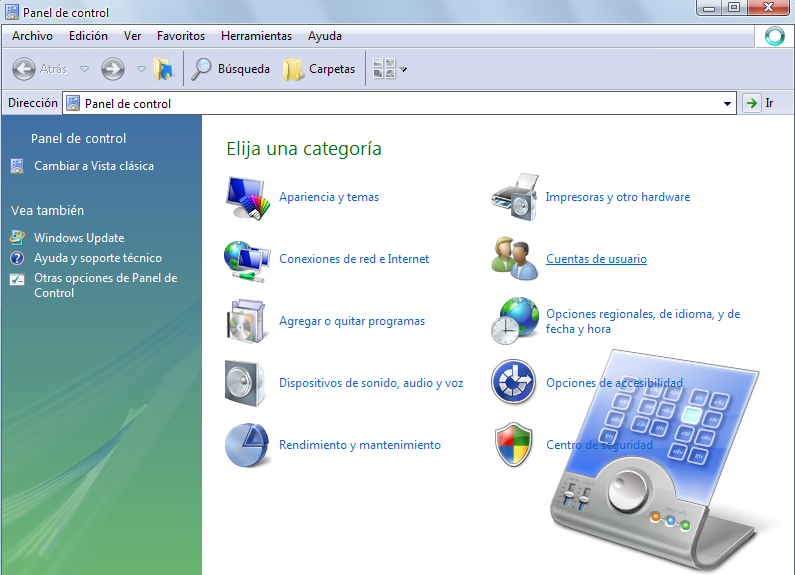 Panel de control
Archivo Edición Ver Favoritos Herramientas Ayuda
Atrás Búsqueda Carpetas
Dirección Panel de control Ir
Panel de control
Cambiar a Vista clásica
Vea también
Windows Update
Ayuda y soporte técnico
Otras opciones de Panel de
Control
Elija una categoría
Apariencia y temas
Impresoras y otro hardware
Conexiones de red e Internet
Cuentas de usuario
Agregar o quitar programas
Opciones regionales, de idioma, y de
fecha y hora
Dispositivos de sonido, audio y voz
Opciones de accesibilidad
Rendimiento y mantenimiento
Centro de seguridad